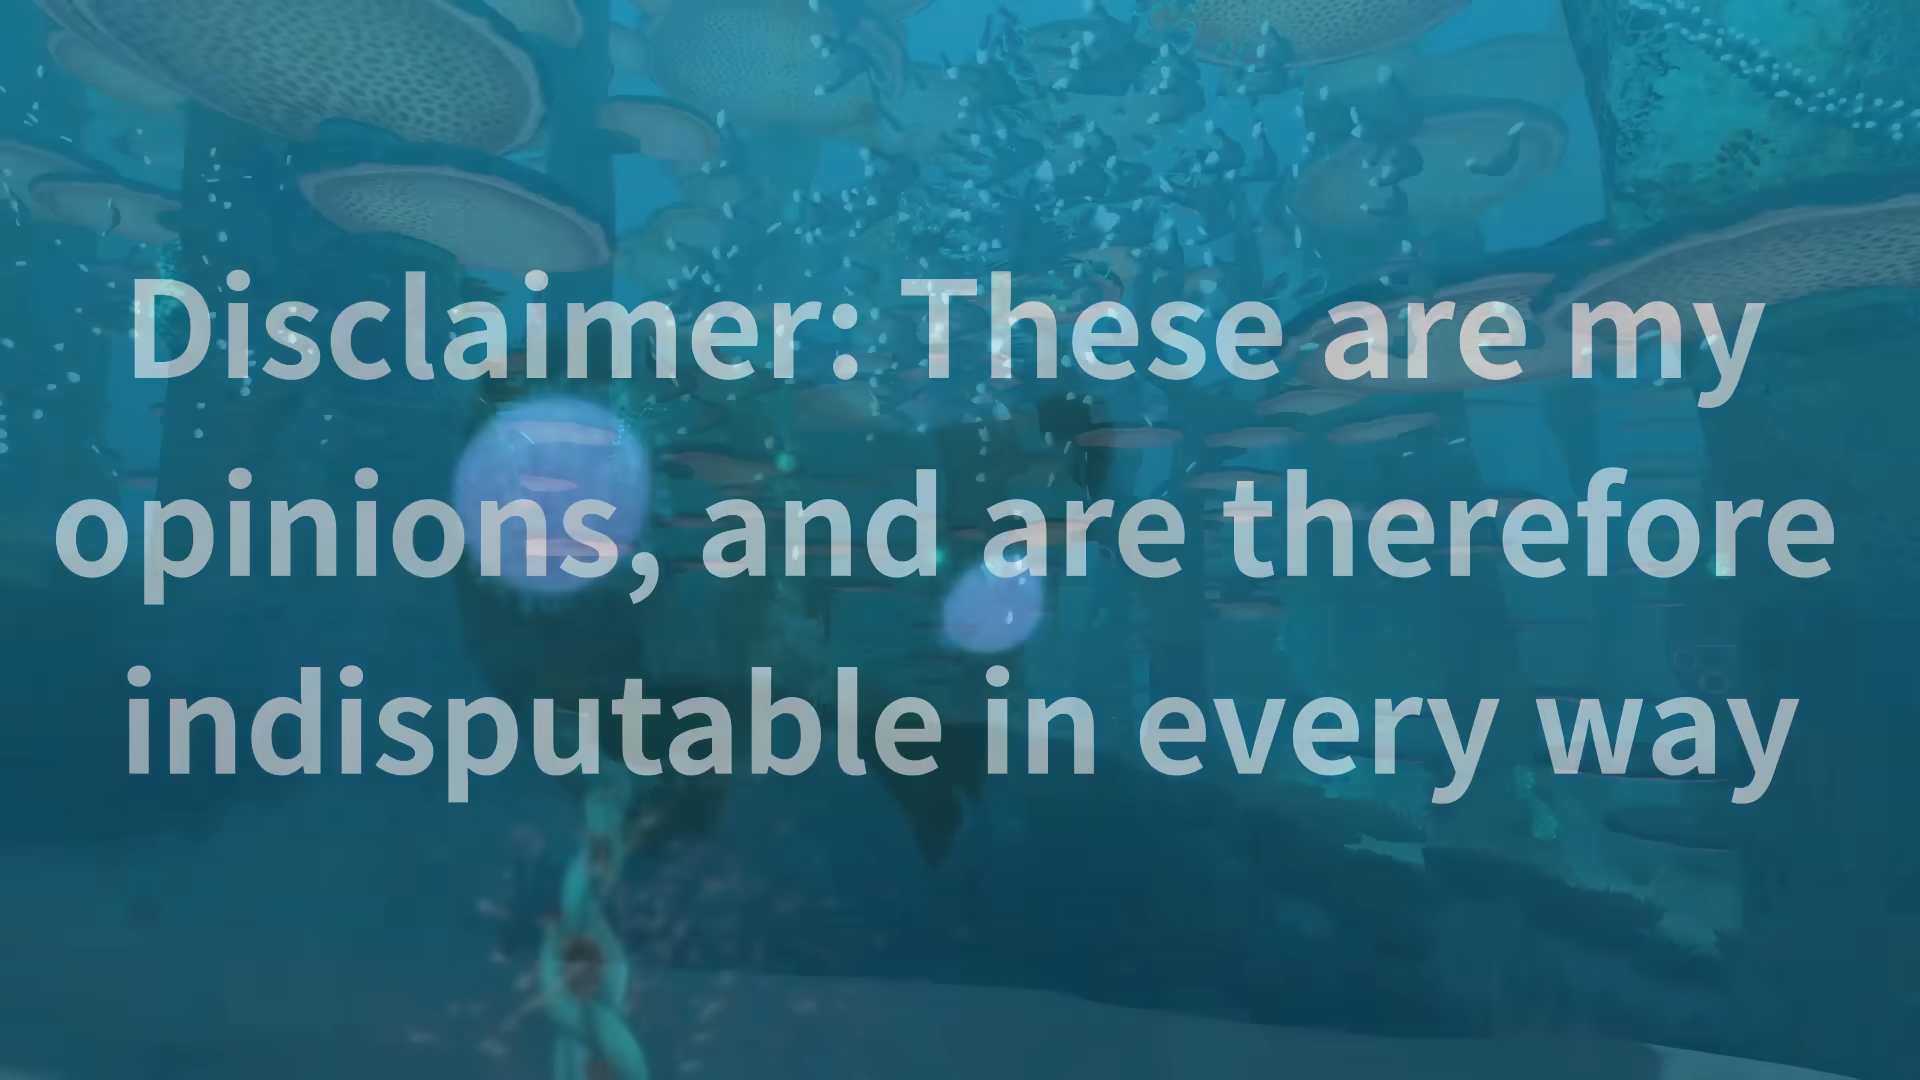 Disclaimer: These are my
opinions, and are therefore
indisputable in every way